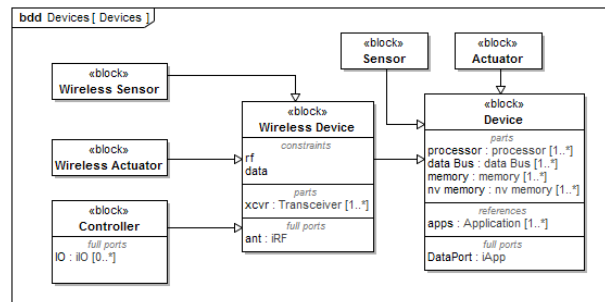 bdd Devices [ Devices ]
«block»
Wireless Sensor
«block»
Wireless Actuator
«block»
Controller
full ports
IO : iIO [0..*]
«block»
Wireless Device
constraints
rf
data
parts
xcvr : Transceiver [1..*]
full ports
ant : iRF
«block»
Sensor
«block»
Actuator
«block»
Device
parts
processor : processor [1..*]
data Bus : data Bus [1..*]
memory : memory [1..*]
nv memory : nv memory [1..*]
references
apps : Application [1..*]
full ports
DataPort : iApp